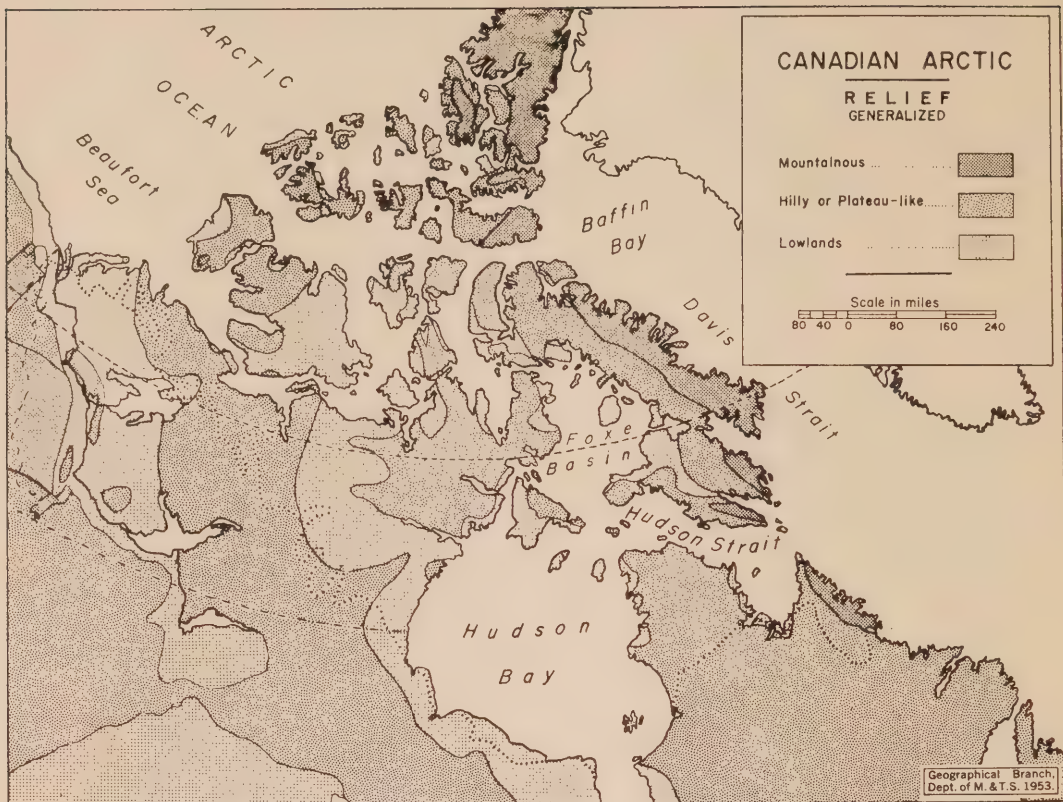 CANADIAN ARCTIC
RELIEF
GENERALIZED
Mountainous
Hilly or Plateau-like
Lowlands
Scale in miles
80 40 0 80 160 240
ARCTIC
OCEAN
Beaufort
Sea
Baffin
Bay
Davis
Strait
Foxe
Basin
Hudson Strait
Hudson
Bay
Geographical Branch,
Dept. of M. & T.S. 1953.